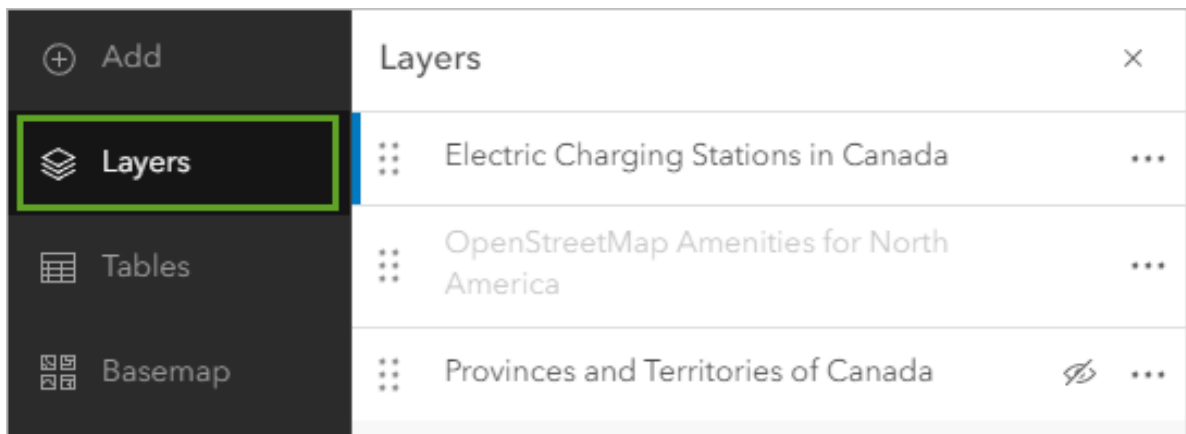 Add
Layers
Tables
Basemap
Layers
Electric Charging Stations in Canada
OpenStreetMap Amenities for North
America
Provinces and Territories of Canada